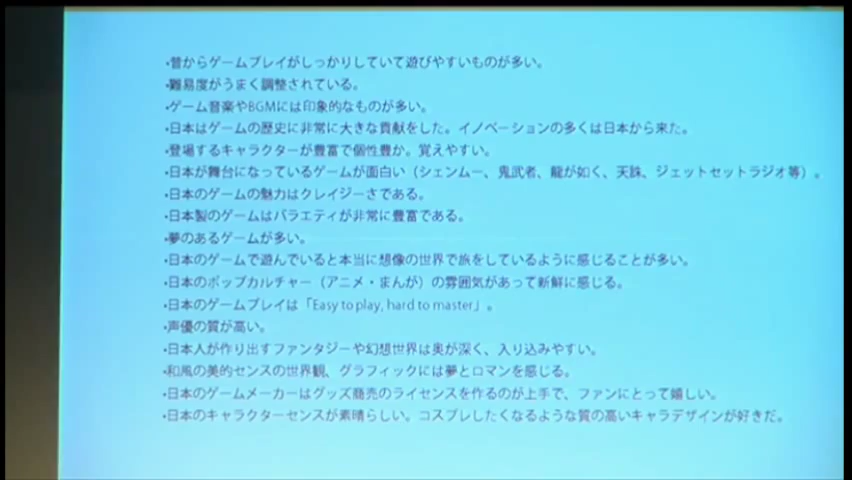 •昔からゲームプレイがしっかりしていて遊びやすいものが多い。
•難易度がうまく調整されている。
•ゲーム音楽やBGMには印象的なものが多い。
•日本はゲームの歴史に非常に大きな貢献をした。イノベーションの多くは日本から来た。
•登場するキャラクターが豊富で個性豊か。覚えやすい。
•日本が舞台になっているゲームが面白い（シェンムー、鬼武者、龍が如く、天誅、ジェットセットラジオ等）。
•日本のゲームの魅力はクレイジーさである。
•日本製のゲームはバラエティが非常に豊富である。
•夢のあるゲームが多い。
•日本のゲームで遊んでいると本当に想像の世界で旅をしているように感じることが多い。
•日本のポップカルチャー（アニメ・まんが）の雰囲気があって新鮮に感じる。
•日本のゲームプレイは「Easy to play, hard to master」。
•声優の質が高い。
•日本人が作り出すファンタジーや幻想世界は奥が深く、入り込みやすい。
•和風の美的センスの世界観、グラフィックには夢とロマンを感じる。
•日本のゲームメーカーはグッズ商売のライセンスを作るのが上手で、ファンにとって嬉しい。
•日本のキャラクターセンスが素晴らしい。コスプレしたくなるような質の高いキャラデザインが好きだ。